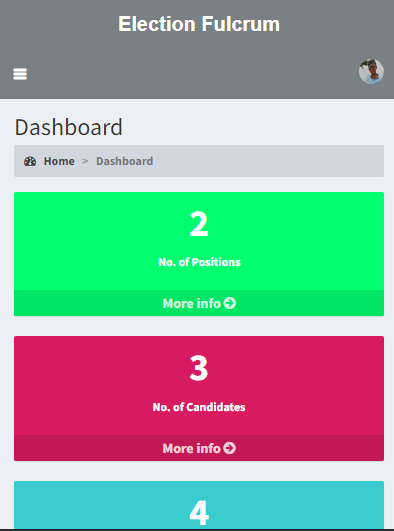 Election Fulcrum
Dashboard
Home > Dashboard
2
No. of Positions
More info
3
No. of Candidates
More info
4